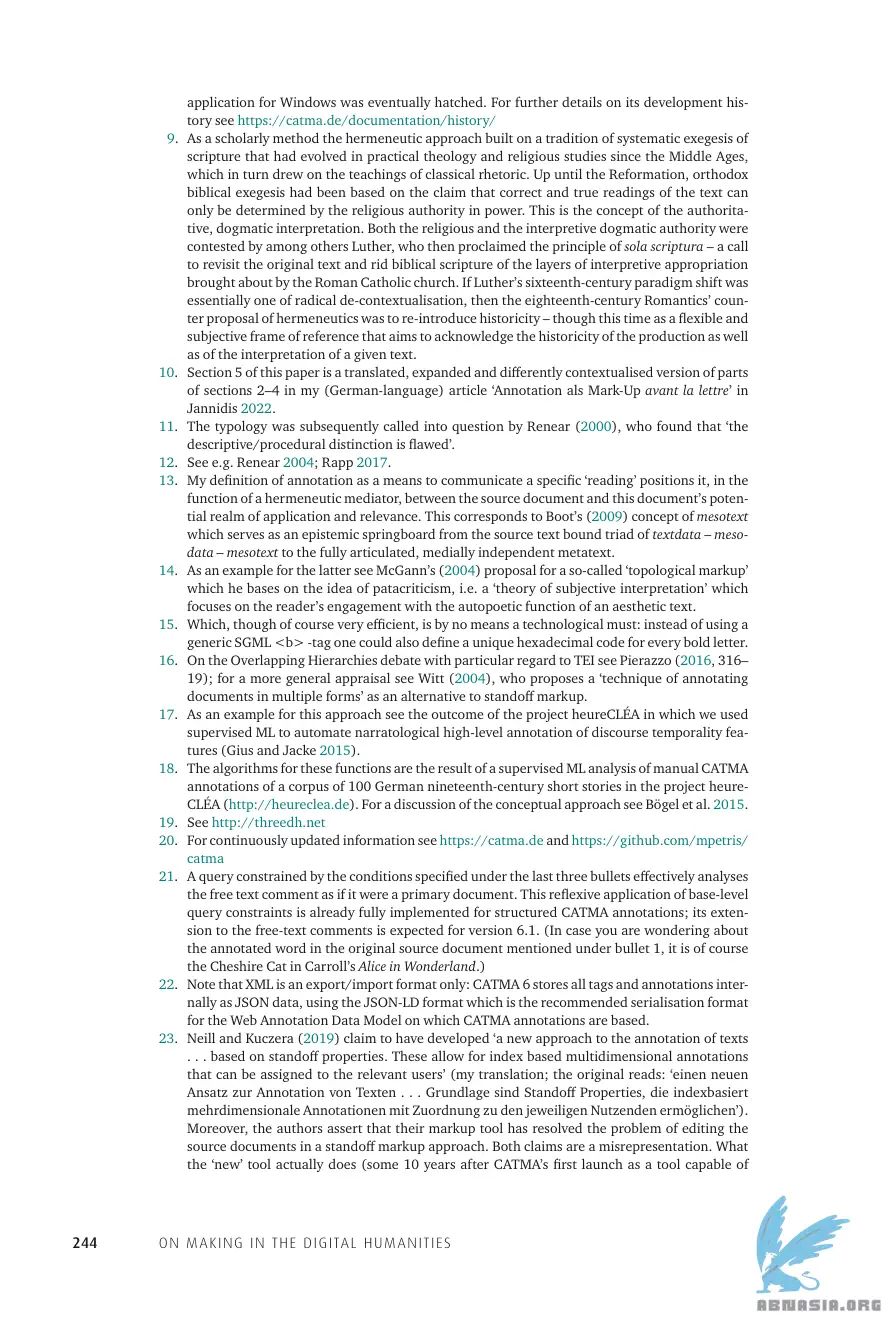 application for Windows was eventually hatched. For further details on its development his-
tory see https://catma.de/documentation/history/
9. As a scholarly method the hermeneutic approach built on a tradition of systematic exegesis of
scripture that had evolved in practical theology and religious studies since the Middle Ages,
which in turn drew on the teachings of classical rhetoric. Up until the Reformation, orthodox
biblical exegesis had been based on the claim that correct and true readings of the text can
only be determined by the religious authority in power. This is the concept of the authorita-
tive, dogmatic interpretation. Both the religious and the interpretive dogmatic authority were
contested by among others Luther, who then proclaimed the principle of sola scriptura – a call
to revisit the original text and rid biblical scripture of the layers of interpretive appropriation
brought about by the Roman Catholic church. If Luther’s sixteenth-century paradigm shift was
essentially one of radical de-contextualisation, then the eighteenth-century Romantics’ coun-
ter proposal of hermeneutics was to re-introduce historicity – though this time as a flexible and
subjective frame of reference that aims to acknowledge the historicity of the production as well
as of the interpretation of a given text.
10. Section 5 of this paper is a translated, expanded and differently contextualised version of parts
of sections 2–4 in my (German-language) article ‘Annotation als Mark-Up avant la lettre’ in
Jannidis 2022.
11. The typology was subsequently called into question by Renear (2000), who found that ‘the
descriptive/procedural distinction is flawed’.
12. See e.g. Renear 2004; Rapp 2017.
13. My definition of annotation as a means to communicate a specific ‘reading’ positions it, in the
function of a hermeneutic mediator, between the source document and this document’s poten-
tial realm of application and relevance. This corresponds to Boot’s (2009) concept of mesotext
which serves as an epistemic springboard from the source text bound triad of textdata – meso-
data – mesotext to the fully articulated, medially independent metatext.
14. As an example for the latter see McGann’s (2004) proposal for a so-called ‘topological markup’
which he bases on the idea of patacriticism, i.e. a ‘theory of subjective interpretation’ which
focuses on the reader’s engagement with the autopoetic function of an aesthetic text.
15. Which, though of course very efficient, is by no means a technological must: instead of using a
generic SGML <b> -tag one could also define a unique hexadecimal code for every bold letter.
16. On the Overlapping Hierarchies debate with particular regard to TEI see Pierazzo (2016, 316–
19); for a more general appraisal see Witt (2004), who proposes a ‘technique of annotating
documents in multiple forms’ as an alternative to standoff markup.
17. As an example for this approach see the outcome of the project heureCLÉA in which we used
supervised ML to automate narratological high-level annotation of discourse temporality fea-
tures (Gius and Jacke 2015).
18. The algorithms for these functions are the result of a supervised ML analysis of manual CATMA
annotations of a corpus of 100 German nineteenth-century short stories in the project heure-
CLÉA (http://heureclea.de). For a discussion of the conceptual approach see Bögel et al. 2015.
19. See http://threedh.net
20. For continuously updated information see https://catma.de and https://github.com/mpetris/
catma
21. A query constrained by the conditions specified under the last three bullets effectively analyses
the free text comment as if it were a primary document. This reflexive application of base-level
query constraints is already fully implemented for structured CATMA annotations; its exten-
sion to the free-text comments is expected for version 6.1. (In case you are wondering about
the annotated word in the original source document mentioned under bullet 1, it is of course
the Cheshire Cat in Carroll’s Alice in Wonderland.)
22. Note that XML is an export/import format only: CATMA 6 stores all tags and annotations inter-
nally as JSON data, using the JSON-LD format which is the recommended serialisation format
for the Web Annotation Data Model on which CATMA annotations are based.
23. Neill and Kuczera (2019) claim to have developed ‘a new approach to the annotation of texts
. . . based on standoff properties. These allow for index based multidimensional annotations
that can be assigned to the relevant users’ (my translation; the original reads: ‘einen neuen
Ansatz zur Annotation von Texten . . . Grundlage sind Standoff Properties, die indexbasiert
mehrdimensionale Annotationen mit Zuordnung zu den jeweiligen Nutzenden ermöglichen’).
Moreover, the authors assert that their markup tool has resolved the problem of editing the
source documents in a standoff markup approach. Both claims are a misrepresentation. What
the ‘new’ tool actually does (some 10 years after CATMA’s first launch as a tool capable of
244 ON MAKING IN THE DIGITAL HUMANITIES
ABNASIA.ORG